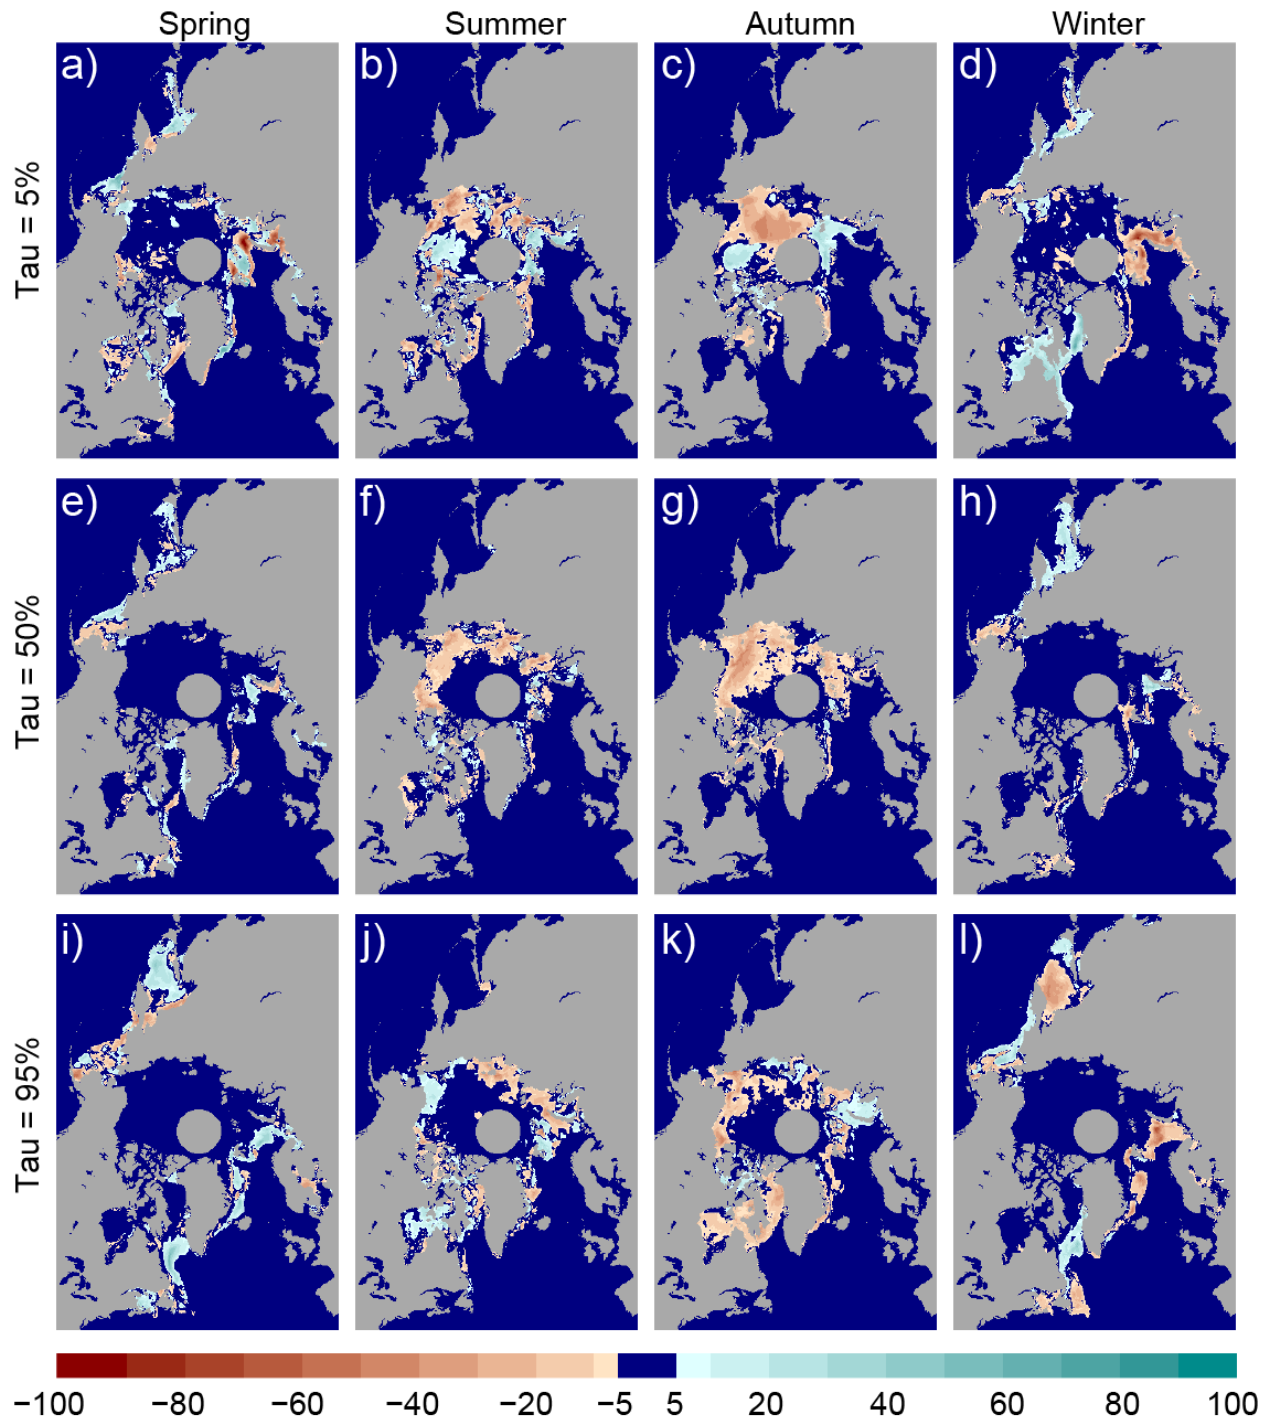 Spring Summer Autumn Winter
Tau = 5%
a) b) c) d)
Tau = 50%
e) f) g) h)
Tau = 95%
i) j) k) l)
−100 −80 −60 −40 −20 −5 5 20 40 60 80 100